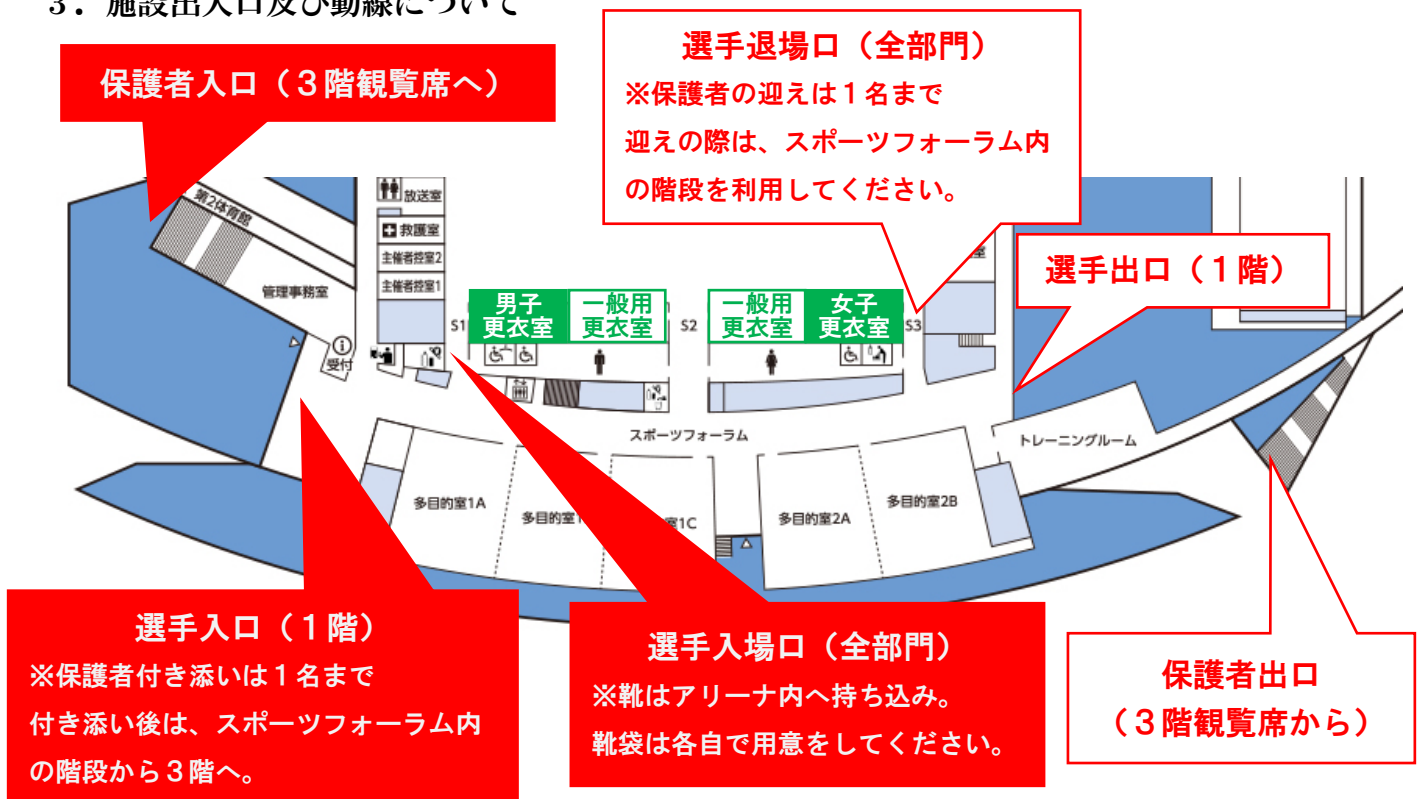 ３．施設出入口及び動線について
保護者入口（３階観覧席へ）
選手退場口（全部門）
※保護者の迎えは１名まで
迎えの際は、スポーツフォーラム内
の階段を利用してください。
選手出口（１階）
第2体育館
放送室
救護室
主催者控室2
主催者控室1
管理事務室
受付
S1
男子
更衣室
一般用
更衣室
S2
一般用
更衣室
女子
更衣室
S3
室
スポーツフォーラム
トレーニングルーム
多目的室1A
多目的室1
室1C
多目的室2A
多目的室2B
選手入口（１階）
※保護者付き添いは１名まで
付き添い後は、スポーツフォーラム内
の階段から３階へ。
選手入場口（全部門）
※靴はアリーナ内へ持ち込み。
靴袋は各自で用意をしてください。
保護者出口
（３階観覧席から）